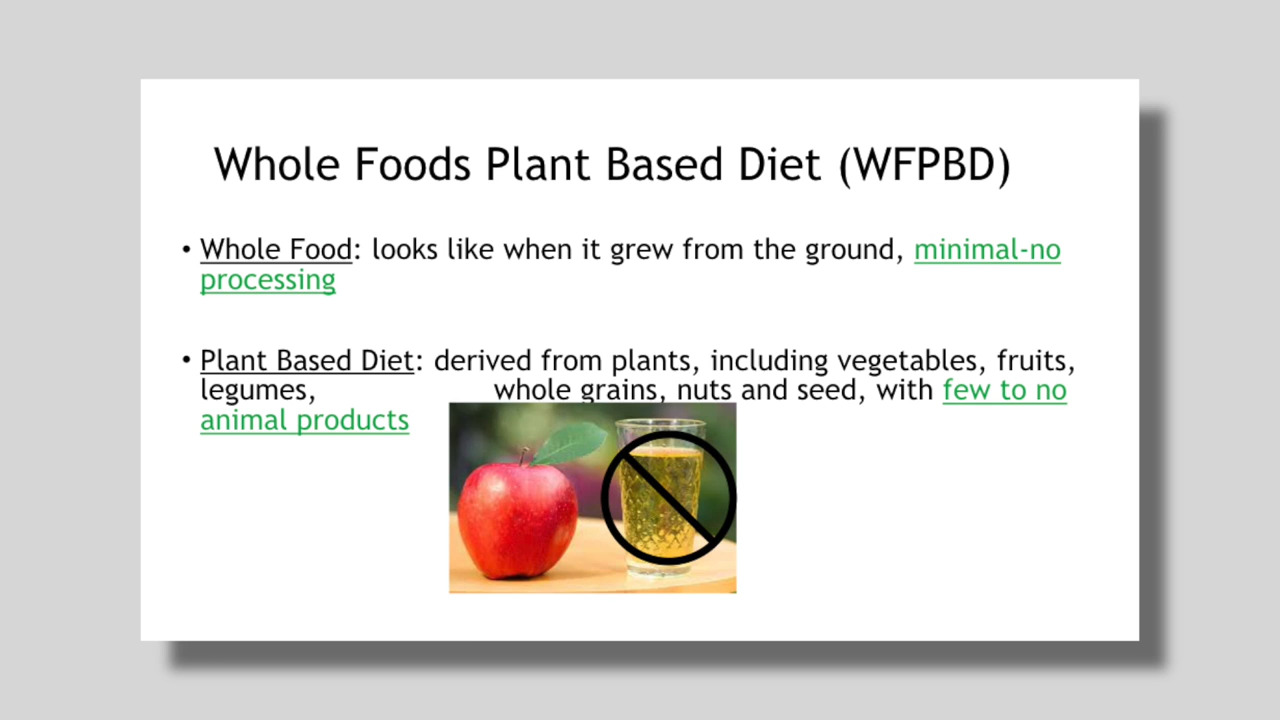 Whole Foods Plant Based Diet (WFPBD)
• Whole Food: looks like when it grew from the ground, minimal-no
processing
• Plant Based Diet: derived from plants, including vegetables, fruits,
legumes, whole grains, nuts and seed, with few to no
animal products